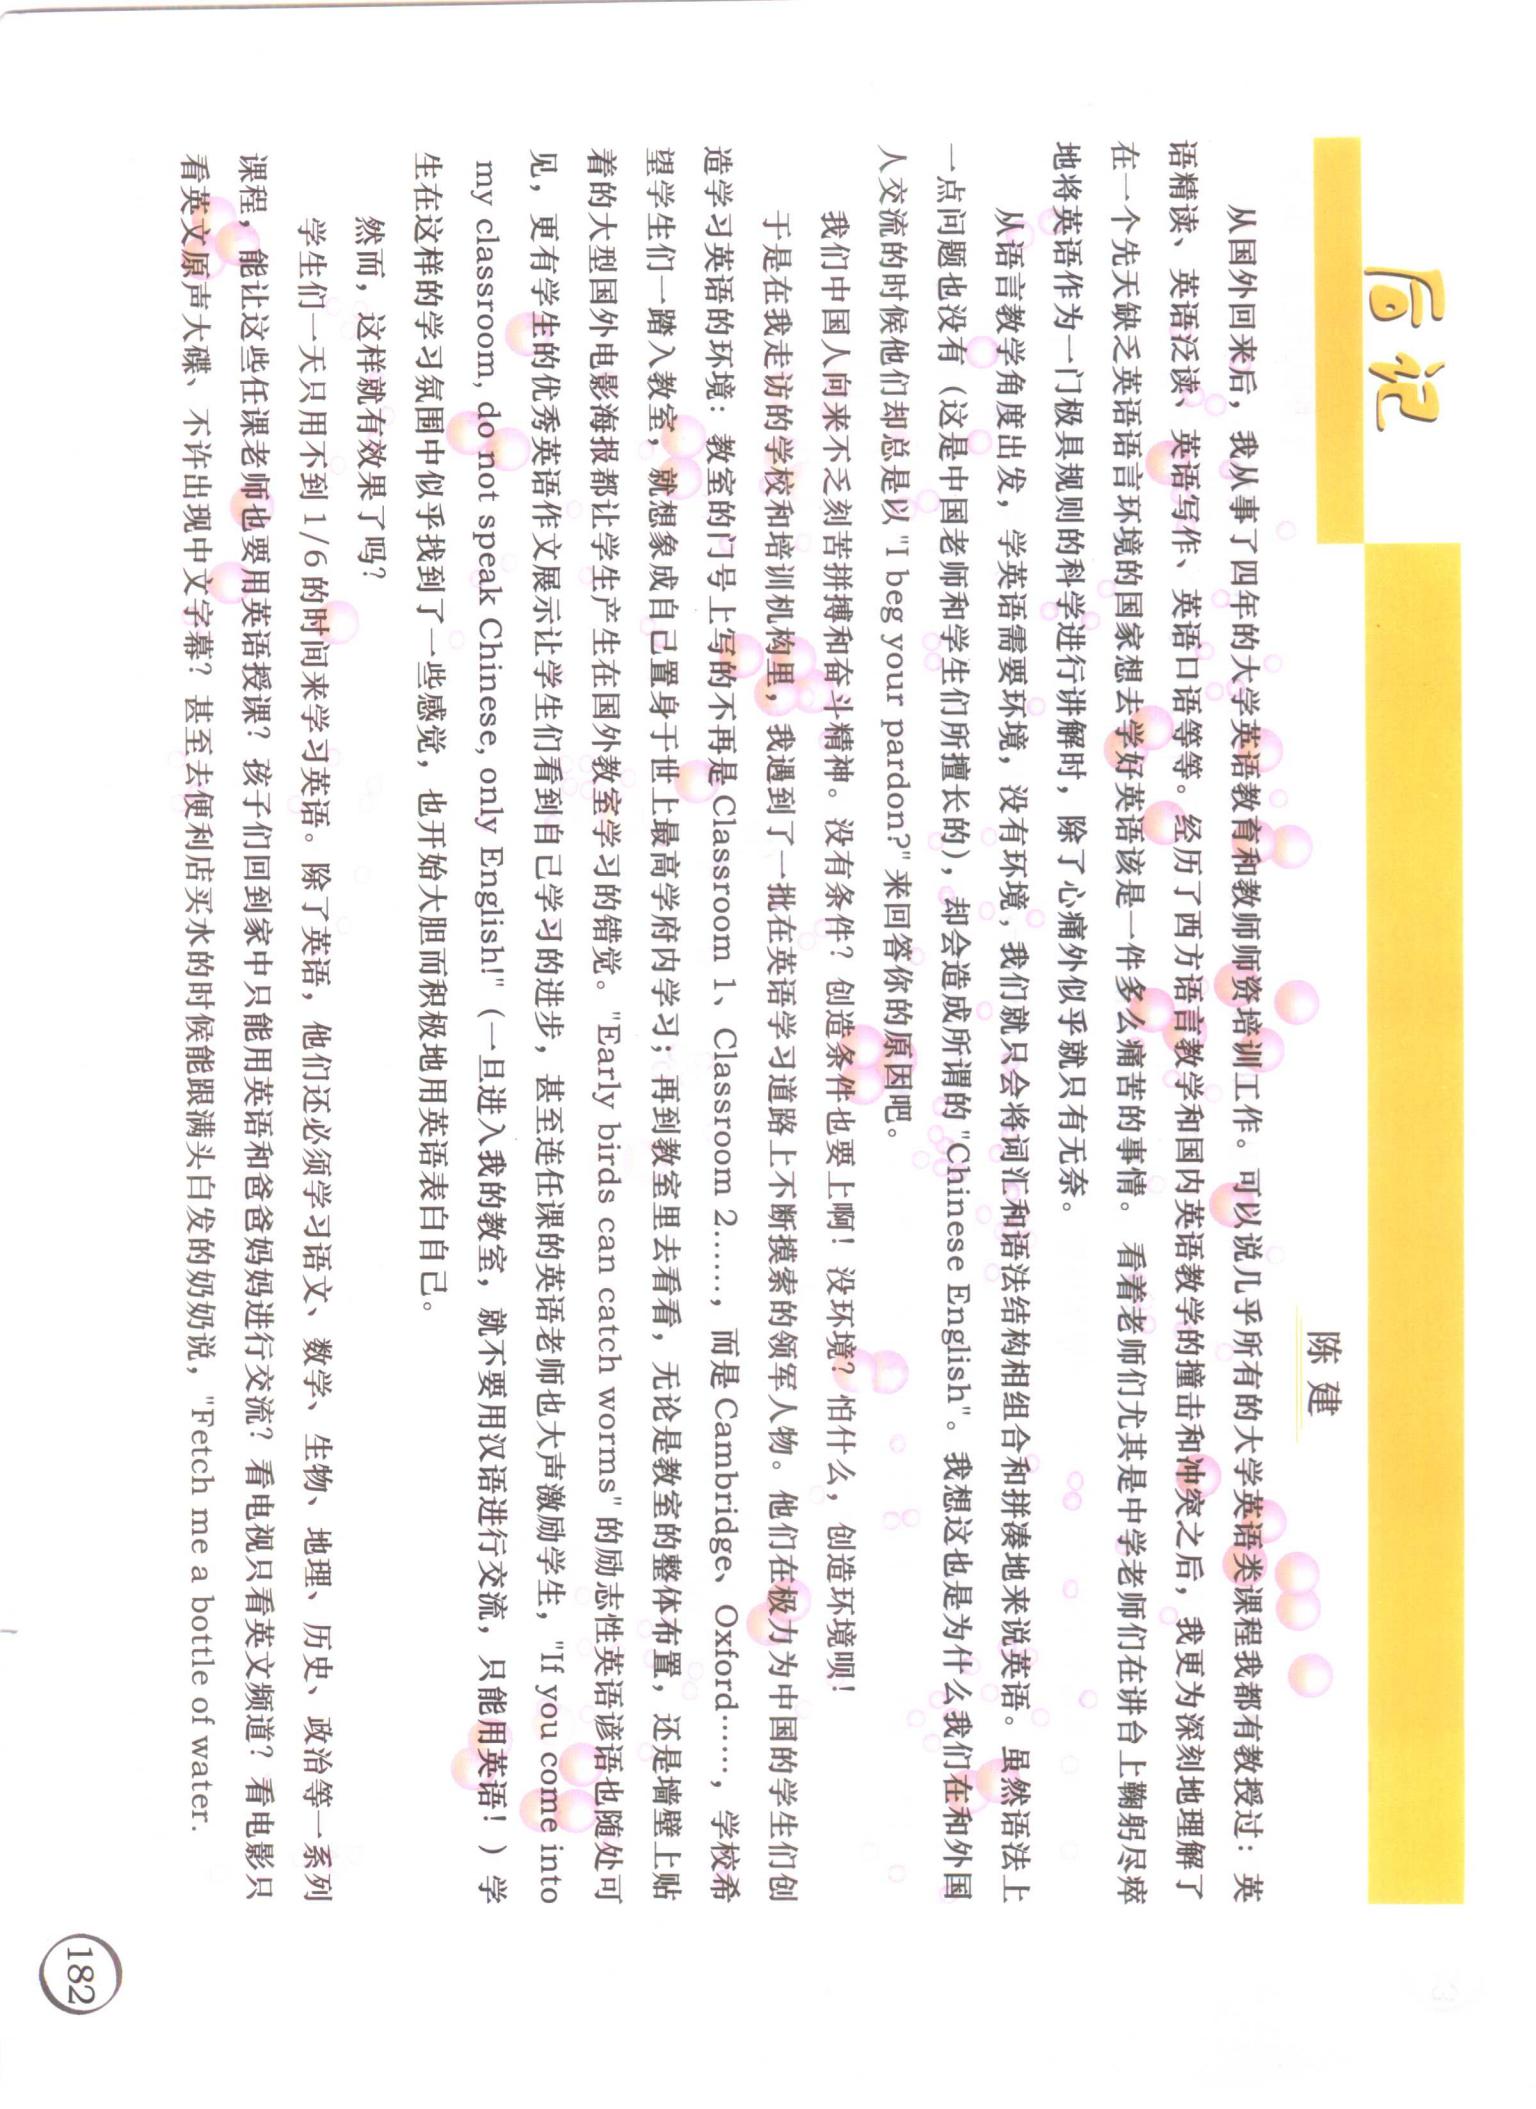 后记
陈 建
从国外回来后，我从事了四年的大学英语教育和教师师资培训工作。可以说几乎所有的大学英语类课程我都有教授过：英
语精读、英语泛读、英语写作、英语口语等等。经历了西方语言教学和国内英语教学的撞击和冲突之后，我更为深刻地理解了
在一个先天缺乏英语语言环境的国家想去学好英语该是一件多么痛苦的事情。看着老师们尤其是中学老师们在讲台上鞠躬尽瘁
地将英语作为一门极具规则的科学进行讲解时，除了心痛外似乎就只有无奈。
从语言教学角度出发，学英语需要环境，没有环境，我们就只会将词汇和语法结构相组合和拼凑地来说英语。虽然语法上
一点问题也没有（这是中国老师和学生们所擅长的），却会造成所谓的"Chinese English"。我想这也是为什么我们在和外国
人交流的时候他们却总是以"I beg your pardon?"来回答你的原因吧。
我们中国人向来不乏刻苦拼搏和奋斗精神。没有条件？创造条件也要上啊！没环境？怕什么，创造环境呗！
于是在我走访的学校和培训机构里，我遇到了一批在英语学习道路上不断摸索的领军人物。他们在极力为中国的学生们创
造学习英语的环境：教室的门号上写的不再是Classroom 1、Classroom 2……，而是Cambridge、Oxford……，学校希
望学生们一踏入教室，就想象成自己置身于世上最高学府内学习；再到教室里去看看，无论是教室的整体布置，还是墙壁上贴
着的大型国外电影海报都让学生产生在国外教室学习的错觉。"Early birds can catch worms"的励志性英语谚语也随处可
见，更有学生的优秀英语作文展示让学生们看到自己学习的进步，甚至连任课的英语老师也大声激励学生，"If you come into
my classroom, do not speak Chinese, only English!"（一旦进入我的教室，就不要用汉语进行交流，只能用英语！）学
生在这样的学习氛围中似乎找到了一些感觉，也开始大胆而积极地用英语表白自己。
然而，这样就有效果了吗？
学生们一天只用不到1/6的时间来学习英语。除了英语，他们还必须学习语文、数学、生物、地理、历史、政治等一系列
课程，能让这些任课老师也要用英语授课？孩子们回到家中只能用英语和爸爸妈妈进行交流？看电视只看英文频道？看电影只
看英文原声大碟、不许出现中文字幕？甚至去便利店买水的时候能跟满头白发的奶奶说，"Fetch me a bottle of water.
182